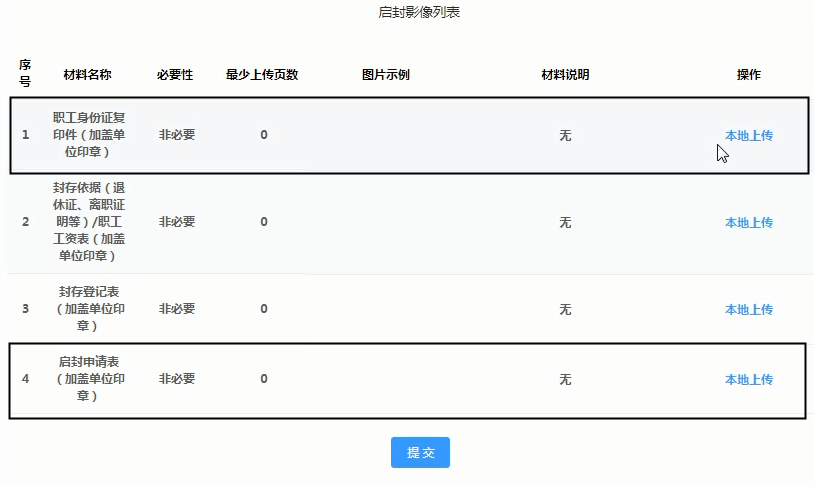 启封影像列表
序号 材料名称 必要性 最少上传页数 图片示例 材料说明 操作
职工身份证复
1 印件（加盖单 非必要 0 无 本地上传
位印章）
封存依据（退
休证、离职证
2 明等）/职工 非必要 0 无 本地上传
工资表（加盖
单位印章）
封存登记表
3 （加盖单位印 非必要 0 无 本地上传
章）
启封申请表
4 （加盖单位印 非必要 0 无 本地上传
章）
提 交